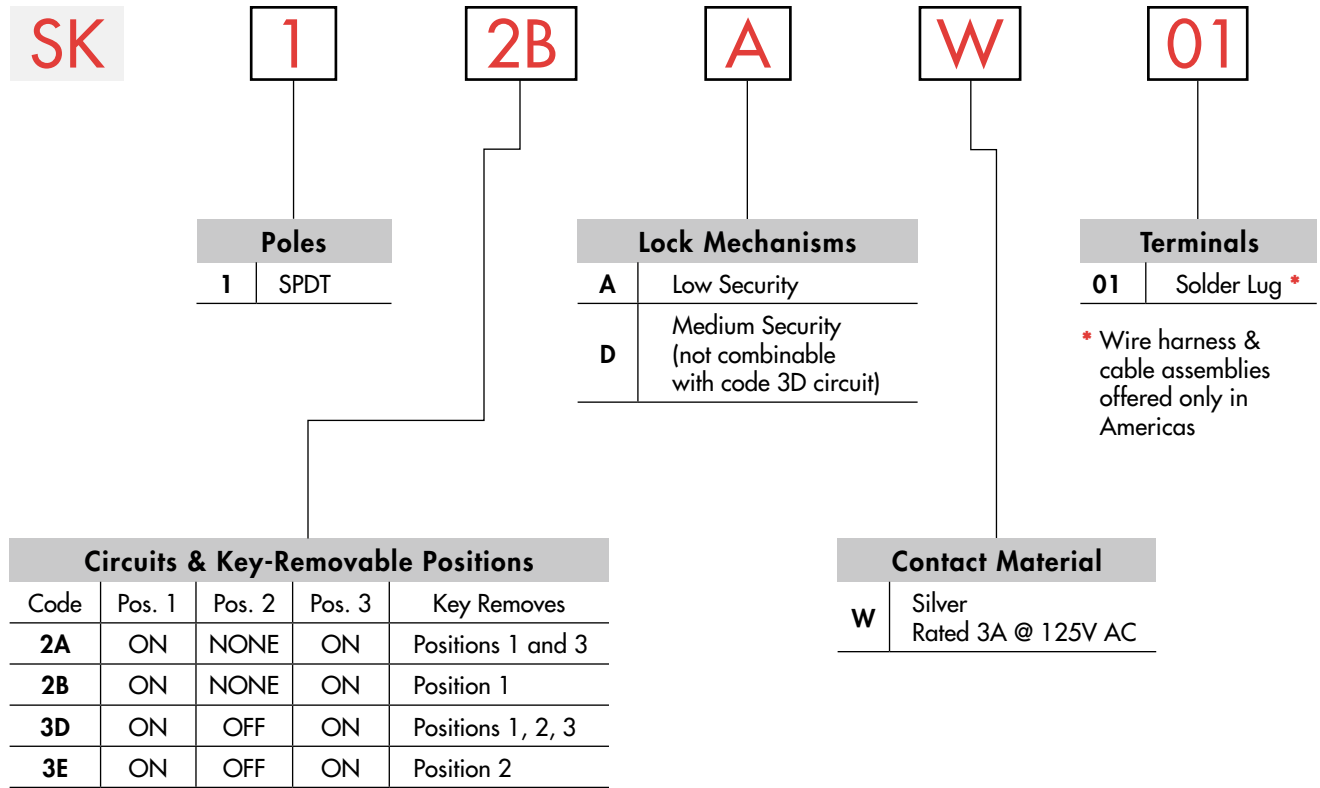 SK 1 2B A W 01
Poles
1 SPDT
Lock Mechanisms
A Low Security
D Medium Security
(not combinable
with code 3D circuit)
Terminals
01 Solder Lug *
* Wire harness &
cable assemblies
offered only in
Americas
Circuits & Key-Removable Positions
Code Pos. 1 Pos. 2 Pos. 3 Key Removes
2A ON NONE ON Positions 1 and 3
2B ON NONE ON Position 1
3D ON OFF ON Positions 1, 2, 3
3E ON OFF ON Position 2
Contact Material
W Silver
Rated 3A @ 125V AC